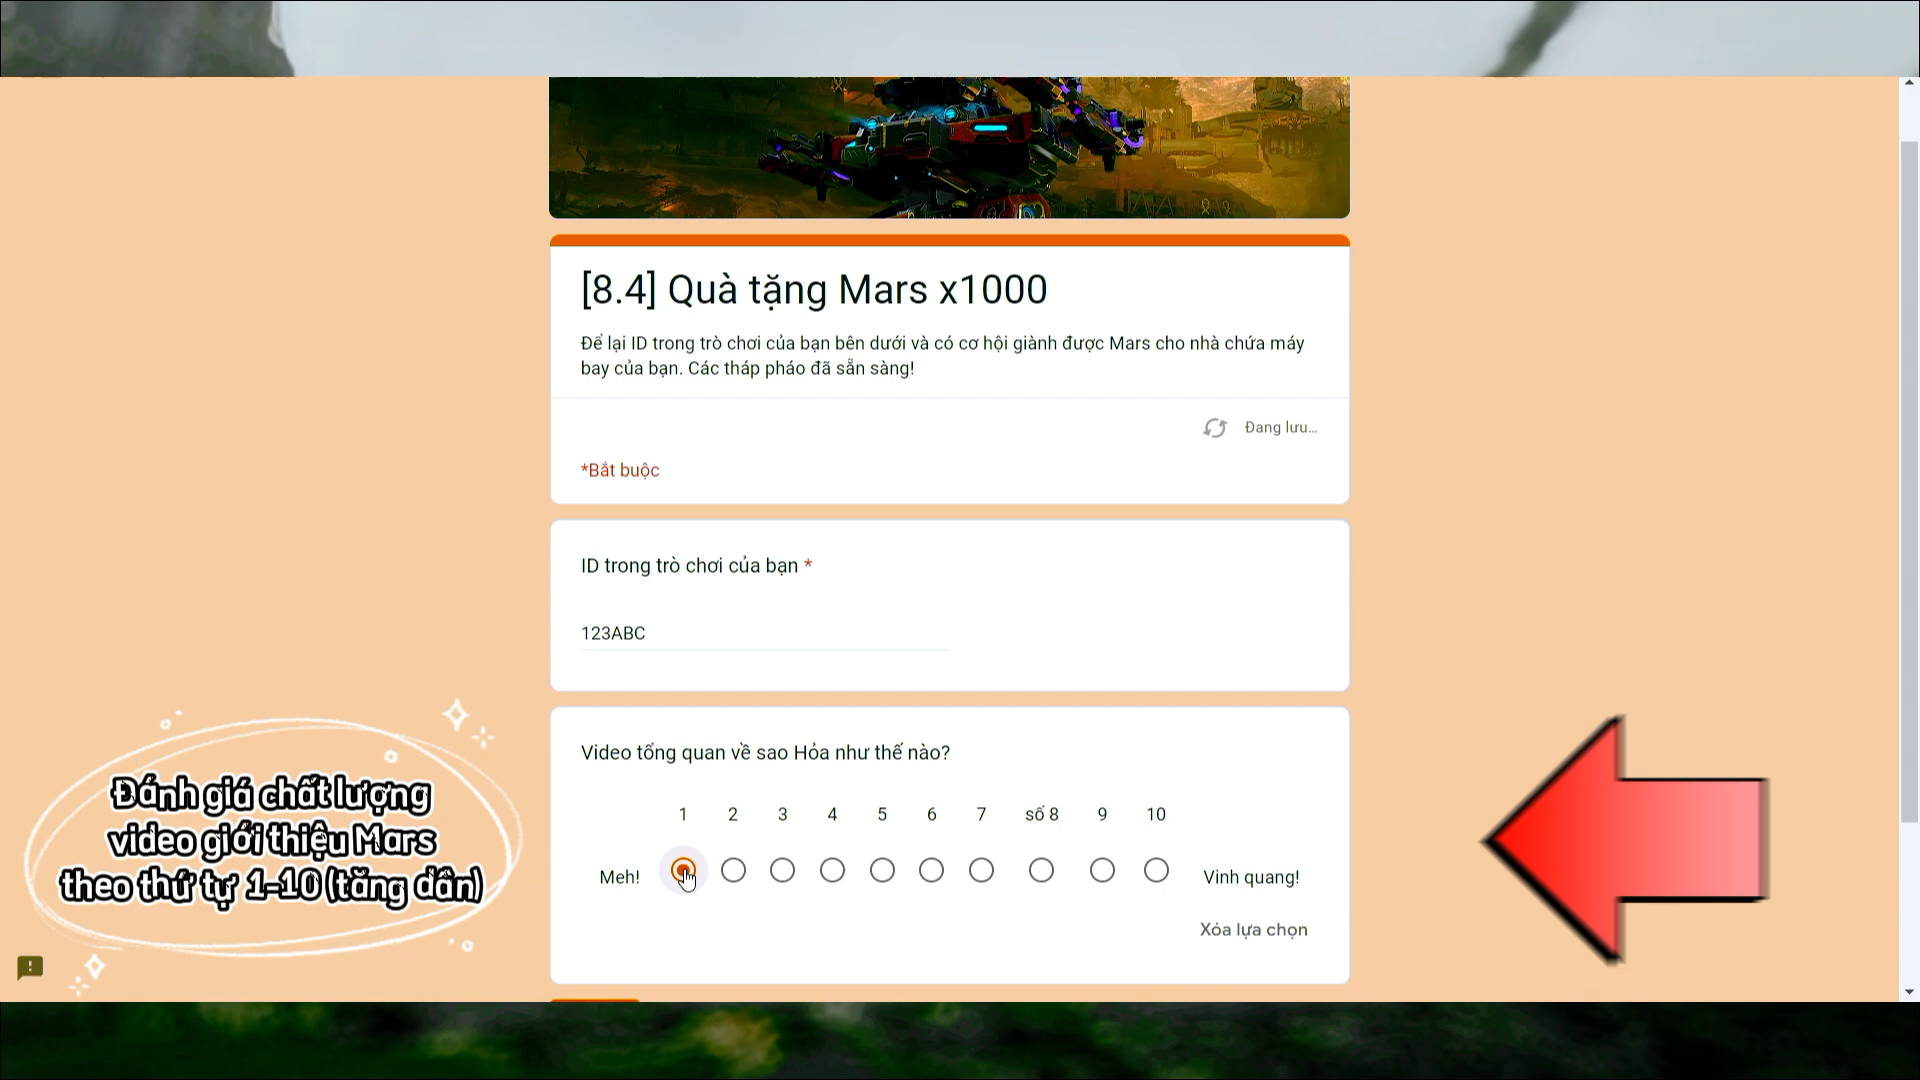 [8.4] Quà tặng Mars x1000
Để lại ID trong trò chơi của bạn bên dưới và có cơ hội giành được Mars cho nhà chứa máy
bay của bạn. Các tháp pháo đã sẵn sàng!
Đang lưu...
*Bắt buộc
ID trong trò chơi của bạn *
123ABC
Video tổng quan về sao Hỏa như thế nào?
1 2 3 4 5 6 7 số 8 9 10
Meh! Vinh quang!
Xóa lựa chọn
Đánh giá chất lượng
video giới thiệu Mars
theo thứ tự 1-10 (tăng dần)